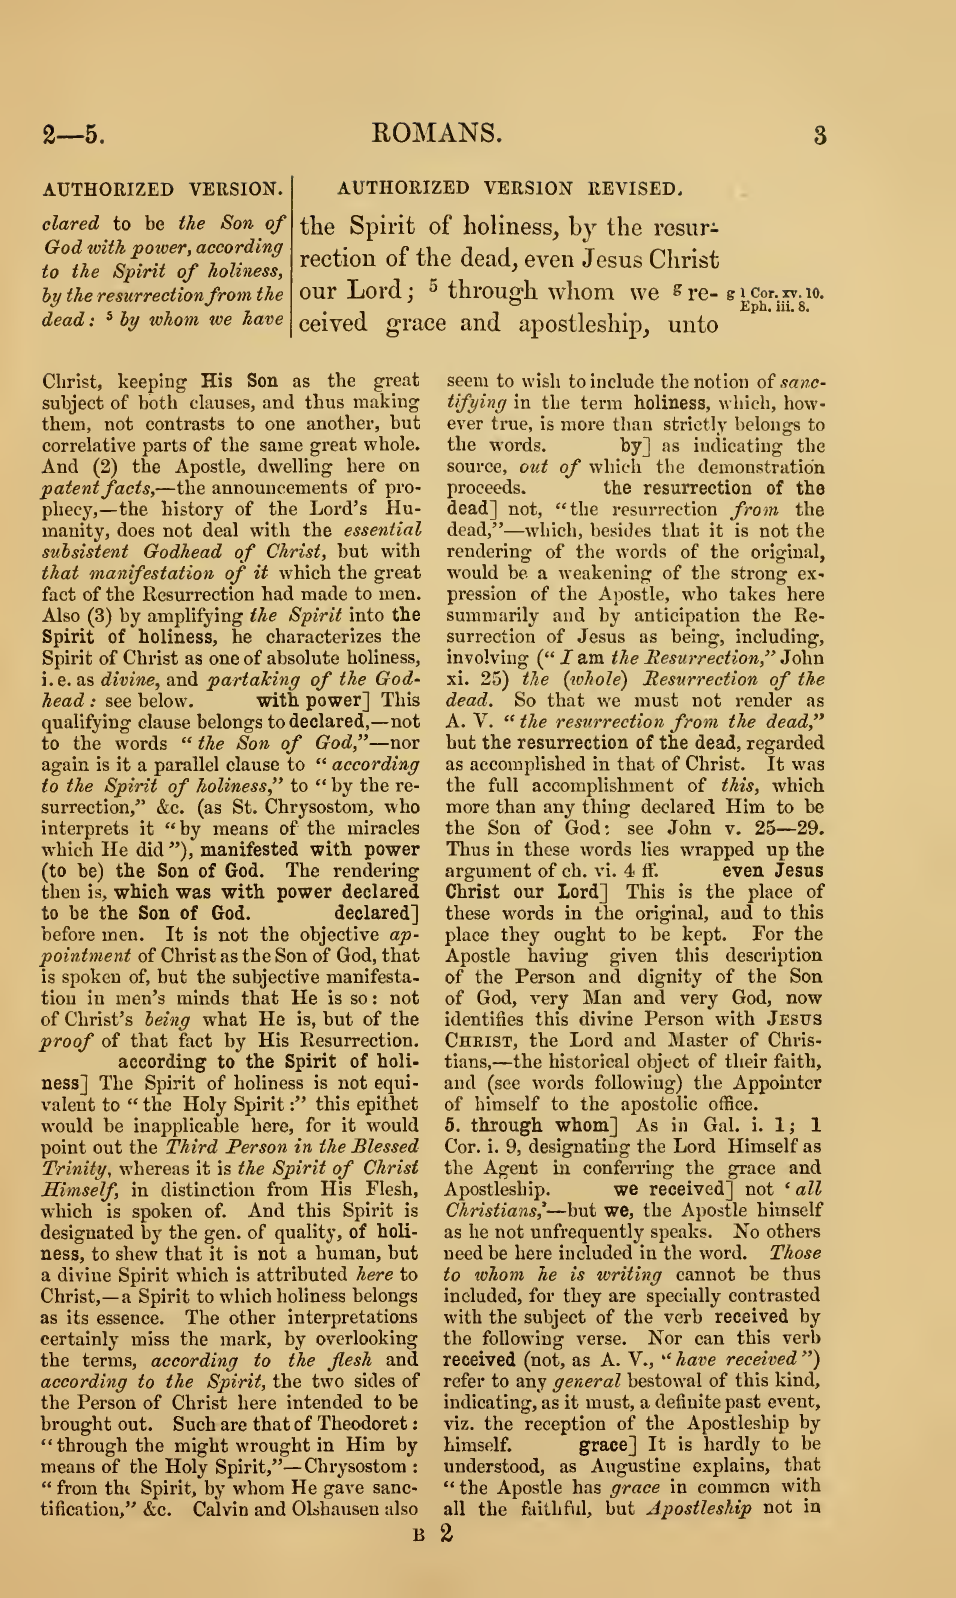 2—5.
ROMANS.
3
AUTHORIZED VERSION.
clared to be the Son of
God with power, according
to the Spirit of holiness,
by the resurrection from the
dead: 5 by whom we have
AUTHORIZED VERSION REVISED.
the Spirit of holiness, by the resur-
rection of the dead, even Jesus Christ
our Lord; 5 through whom we g re-
ceived grace and apostleship, unto
g 1 Cor. xv. 10.
Eph. iii. 8.
Christ, keeping His Son as the great
subject of both clauses, and thus making
them, not contrasts to one another, but
correlative parts of the same great whole.
And (2) the Apostle, dwelling here on
patent facts,—the announcements of pro-
phecy,—the history of the Lord's Hu-
manity, does not deal with the essential
subsistent Godhead of Christ, but with
that manifestation of it which the great
fact of the Resurrection had made to men.
Also (3) by amplifying the Spirit into the
Spirit of holiness, he characterizes the
Spirit of Christ as one of absolute holiness,
i. e. as divine, and partaking of the God-
head: see below. with power] This
qualifying clause belongs to declared,—not
to the words "the Son of God,"—nor
again is it a parallel clause to "according
to the Spirit of holiness," to "by the re-
surrection," &c. (as St. Chrysostom, who
interprets it "by means of the miracles
which He did"), manifested with power
(to be) the Son of God. The rendering
then is, which was with power declared
to be the Son of God. declared]
before men. It is not the objective ap-
pointment of Christ as the Son of God, that
is spoken of, but the subjective manifesta-
tion in men's minds that He is so: not
of Christ's being what He is, but of the
proof of that fact by His Resurrection.
according to the Spirit of holi-
ness] The Spirit of holiness is not equi-
valent to "the Holy Spirit:" this epithet
would be inapplicable here, for it would
point out the Third Person in the Blessed
Trinity, whereas it is the Spirit of Christ
Himself, in distinction from His Flesh,
which is spoken of. And this Spirit is
designated by the gen. of quality, of holi-
ness, to shew that it is not a human, but
a divine Spirit which is attributed here to
Christ,—a Spirit to which holiness belongs
as its essence. The other interpretations
certainly miss the mark, by overlooking
the terms, according to the flesh and
according to the Spirit, the two sides of
the Person of Christ here intended to be
brought out. Such are that of Theodoret:
"through the might wrought in Him by
means of the Holy Spirit,"—Chrysostom:
"from the Spirit, by whom He gave sanc-
tification," &c. Calvin and Olshausen also
seem to wish to include the notion of sanc-
tifying in the term holiness, which, how-
ever true, is more than strictly belongs to
the words. by] as indicating the
source, out of which the demonstration
proceeds. the resurrection of the
dead] not, "the resurrection from the
dead,"—which, besides that it is not the
rendering of the words of the original,
would be a weakening of the strong ex-
pression of the Apostle, who takes here
summarily and by anticipation the Re-
surrection of Jesus as being, including,
involving ("I am the Resurrection," John
xi. 25) the (whole) Resurrection of the
dead. So that we must not render as
A. V. "the resurrection from the dead,"
but the resurrection of the dead, regarded
as accomplished in that of Christ. It was
the full accomplishment of this, which
more than any thing declared Him to be
the Son of God: see John v. 25—29.
Thus in these words lies wrapped up the
argument of ch. vi. 4 ff. even Jesus
Christ our Lord] This is the place of
these words in the original, and to this
place they ought to be kept. For the
Apostle having given this description
of the Person and dignity of the Son
of God, very Man and very God, now
identifies this divine Person with JESUS
CHRIST, the Lord and Master of Chris-
tians,—the historical object of their faith,
and (see words following) the Appointer
of himself to the apostolic office.
5. through whom] As in Gal. i. 1; 1
Cor. i. 9, designating the Lord Himself as
the Agent in conferring the grace and
Apostleship. we received] not 'all
Christians,'—but we, the Apostle himself
as he not unfrequently speaks. No others
need be here included in the word. Those
to whom he is writing cannot be thus
included, for they are specially contrasted
with the subject of the verb received by
the following verse. Nor can this verb
received (not, as A. V., "have received")
refer to any general bestowal of this kind,
indicating, as it must, a definite past event,
viz. the reception of the Apostleship by
himself. grace] It is hardly to be
understood, as Augustine explains, that
"the Apostle has grace in common with
all the faithful, but Apostleship not in
B 2